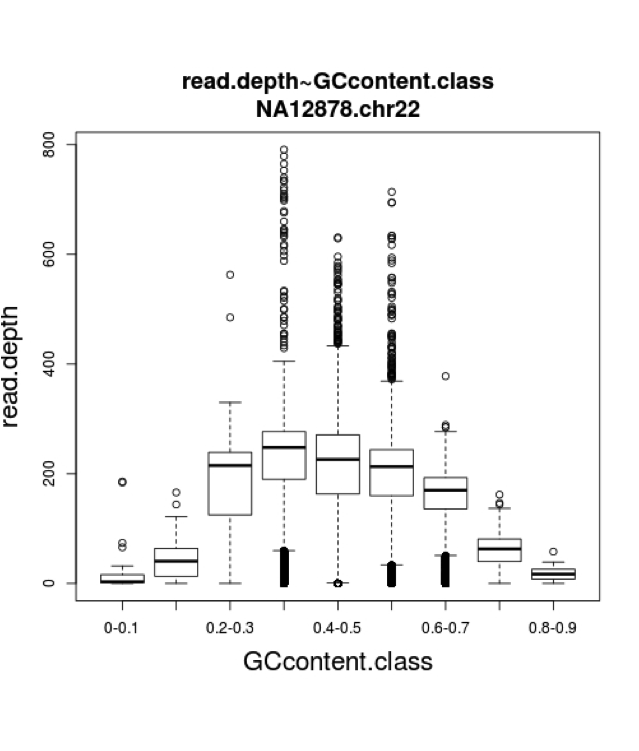 read.depth~GCcontent.class
NA12878.chr22
800
600
400
200
0
read.depth
0-0.1 0.2-0.3 0.4-0.5 0.6-0.7 0.8-0.9
GCcontent.class